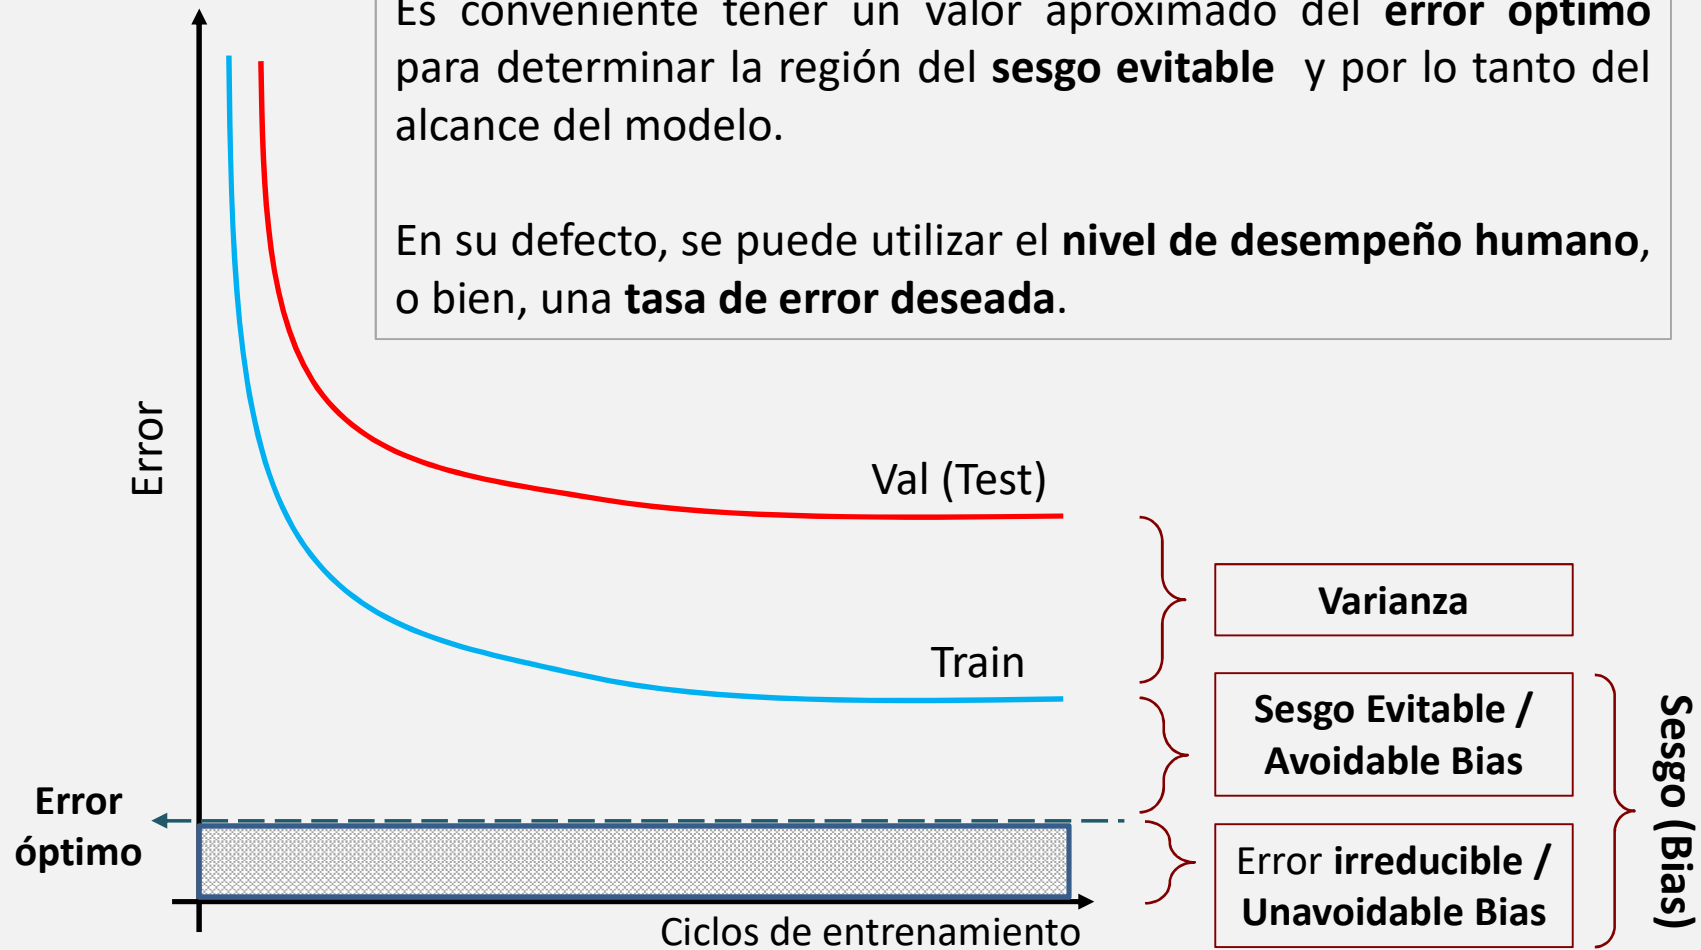 Es conveniente tener un valor aproximado del error óptimo
para determinar la región del sesgo evitable y por lo tanto del
alcance del modelo.
En su defecto, se puede utilizar el nivel de desempeño humano,
o bien, una tasa de error deseada.
Error
Val (Test)
Train
Varianza
Sesgo Evitable /
Avoidable Bias
Error irreducible /
Unavoidable Bias
Sesgo (Bias)
Error
óptimo
Ciclos de entrenamiento